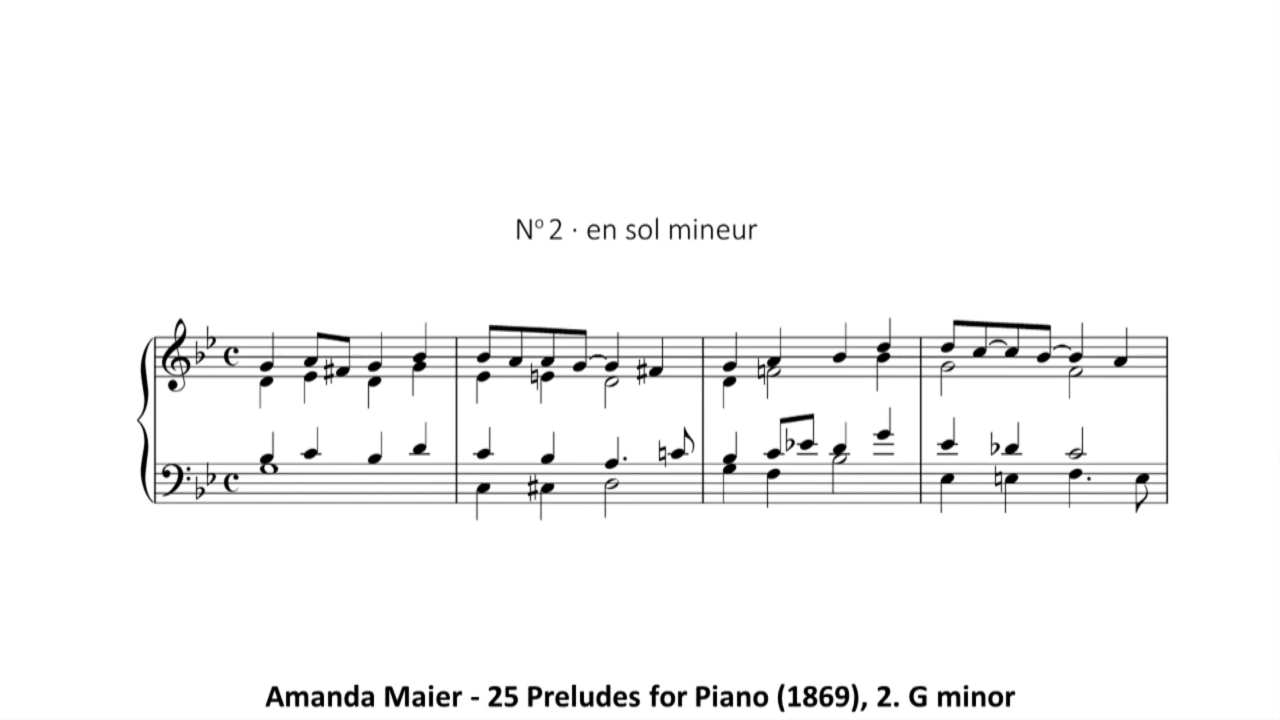 Nº 2 · en sol mineur
Amanda Maier - 25 Preludes for Piano (1869), 2. G minor